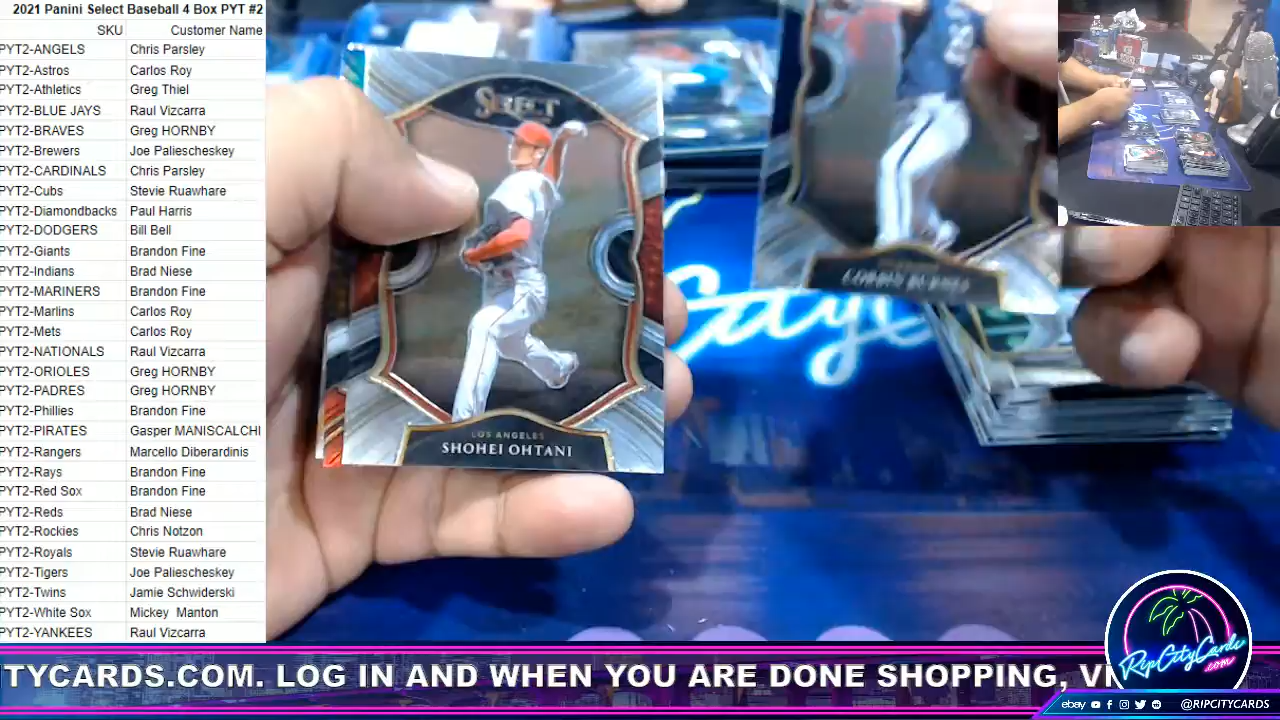 2021 Panini Select Baseball 4 Box PYT #2
SKU Customer Name
PYT2-ANGELS Chris Parsley
PYT2-Astros Carlos Roy
PYT2-Athletics Greg Thiel
PYT2-BLUE JAYS Raul Vizcarra
PYT2-BRAVES Greg HORNBY
PYT2-Brewers Joe Paliescheskey
PYT2-CARDINALS Chris Parsley
PYT2-Cubs Stevie Ruawhare
PYT2-Diamondbacks Paul Harris
PYT2-DODGERS Bill Bell
PYT2-Giants Brandon Fine
PYT2-Indians Brad Niese
PYT2-MARINERS Brandon Fine
PYT2-Marlins Carlos Roy
PYT2-Mets Carlos Roy
PYT2-NATIONALS Raul Vizcarra
PYT2-ORIOLES Greg HORNBY
PYT2-PADRES Greg HORNBY
PYT2-Phillies Brandon Fine
PYT2-PIRATES Gasper MANISCALCHI
PYT2-Rangers Marcello Diberardinis
PYT2-Rays Brandon Fine
PYT2-Red Sox Brandon Fine
PYT2-Reds Brad Niese
PYT2-Rockies Chris Notzon
PYT2-Royals Stevie Ruawhare
PYT2-Tigers Joe Paliescheskey
PYT2-Twins Jamie Schwiderski
PYT2-White Sox Mickey Manton
PYT2-YANKEES Raul Vizcarra
SELECT
LOS ANGELES
SHOHEI OHTANI
City
TYCARDS.COM. LOG IN AND WHEN YOU ARE DONE SHOPPING, VI
RipCityCards
.com
ebay @RIPCITYCARDS